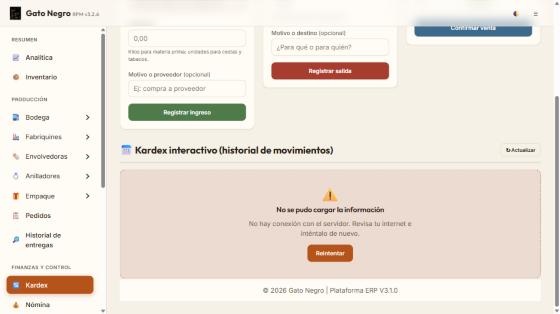 Gato Negro RPM v3.2.6
RESUMEN
Analítica
Inventario
PRODUCCIÓN
Bodega
Fabriquines
Envolvedoras
Anilladores
Empaque
Pedidos
Historial de
entregas
FINANZAS Y CONTROL
Kardex
Nómina
0,00
Kilos para materia prima; unidades para cestas y
tabacos.
Motivo o proveedor (opcional)
Ej: compra a proveedor
Registrar ingreso
Motivo o destino (opcional)
¿Para qué o para quién?
Registrar salida
Confirmar venta
Kardex interactivo (historial de movimientos)
↻ Actualizar
No se pudo cargar la información
No hay conexión con el servidor. Revisa tu internet e
inténtalo de nuevo.
Reintentar
© 2026 Gato Negro | Plataforma ERP V3.1.0